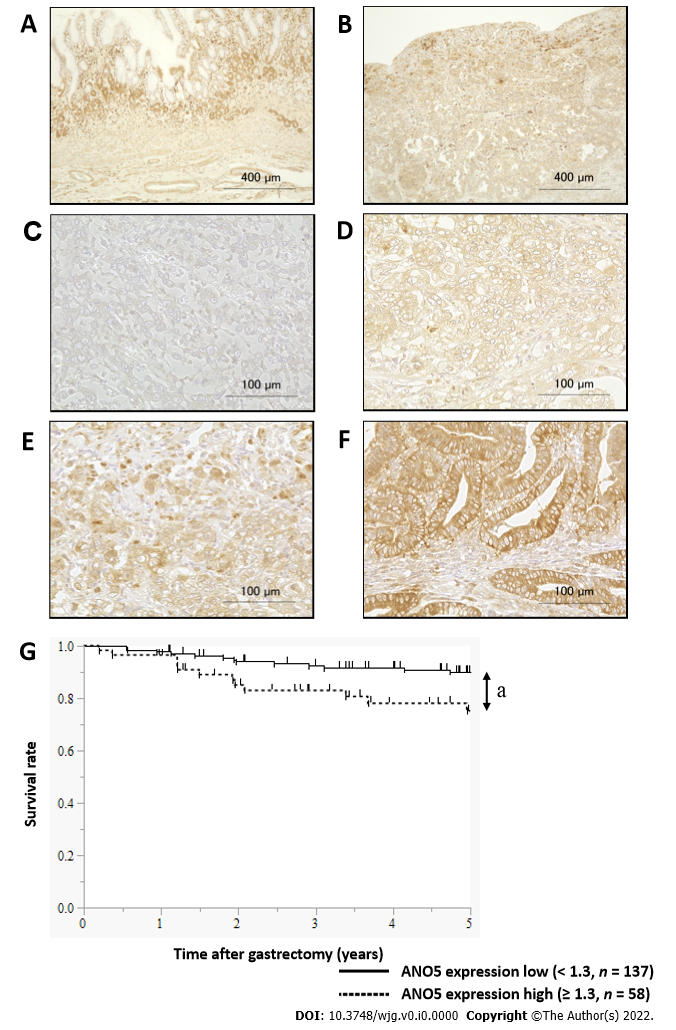 A
B
400 µm
400 µm
C
D
100 µm
100 µm
E
F
100 µm
100 µm
G
1.0
0.8
0.6
0.4
0.2
0.0
Survival rate
a
0 1 2 3 4 5
Time after gastrectomy (years)
ANO5 expression low (< 1.3, n = 137)
ANO5 expression high (≥ 1.3, n = 58)
DOI: 10.3748/wjg.v0.i0.0000 Copyright ©The Author(s) 2022.